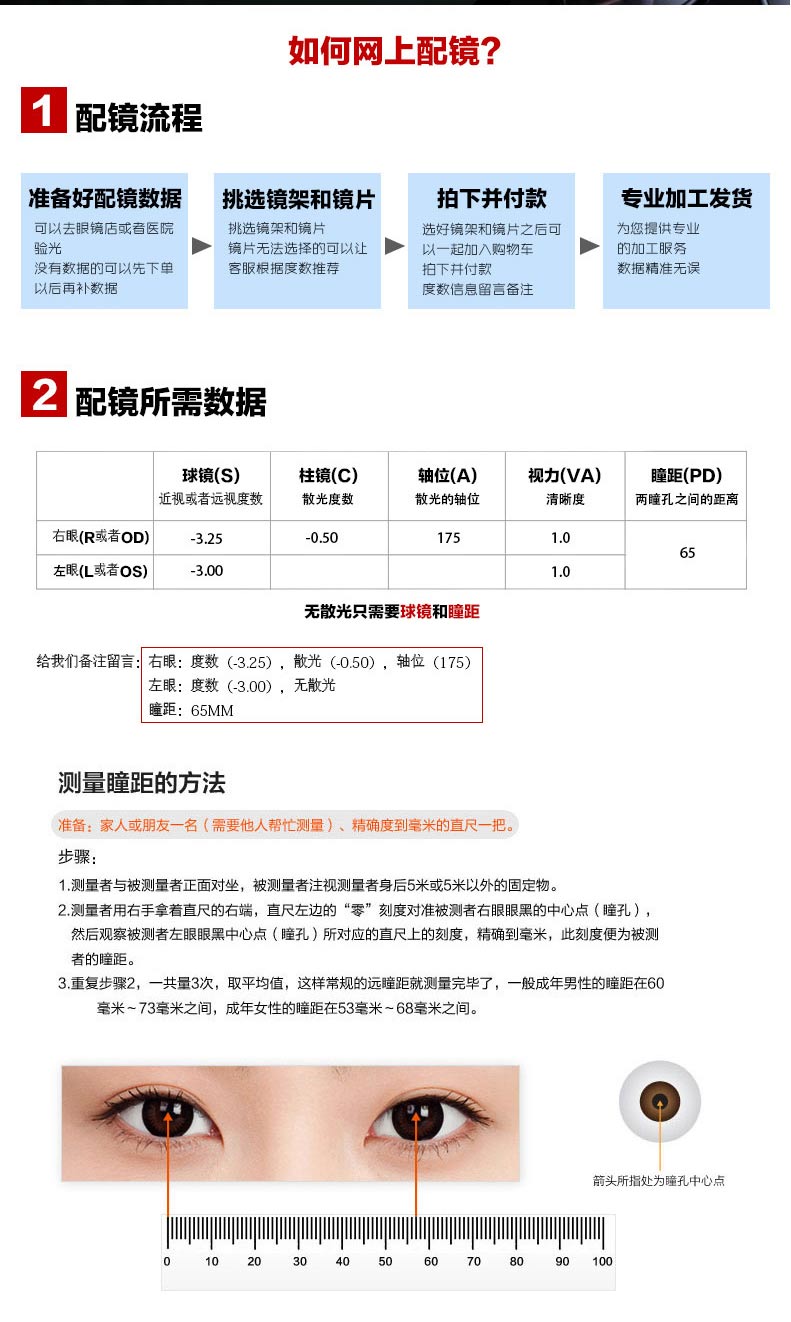 如何网上配镜?
1 配镜流程
准备好配镜数据
可以去眼镜店或者医院
验光
没有数据的可以先下单
以后再补数据
挑选镜架和镜片
挑选镜架和镜片
镜片无法选择的可以让
客服根据度数推荐
拍下并付款
选好镜架和镜片之后可
以一起加入购物车
拍下并付款
度数信息留言备注
专业加工发货
为您提供专业
的加工服务
数据精准无误
2 配镜所需数据
球镜(S) 柱镜(C) 轴位(A) 视力(VA) 瞳距(PD)
近视或者远视度数 散光度数 散光的轴位 清晰度 两瞳孔之间的距离
右眼(R或者OD) -3.25 -0.50 175 1.0 65
左眼(L或者OS) -3.00 1.0
无散光只需要球镜和瞳距
给我们备注留言: 右眼: 度数 (-3.25) , 散光 (-0.50) , 轴位 (175)
左眼: 度数 (-3.00) , 无散光
瞳距: 65MM
测量瞳距的方法
准备：家人或朋友一名（需要他人帮忙测量）、精确度到毫米的直尺一把。
步骤：
1.测量者与被测量者正面对坐，被测量者注视测量者身后5米或5米以外的固定物。
2.测量者用右手拿着直尺的右端，直尺左边的“零”刻度对准被测者右眼眼黑的中心点（瞳孔），
然后观察被测者左眼眼黑中心点（瞳孔）所对应的直尺上的刻度，精确到毫米，此刻度便为被测
者的瞳距。
3.重复步骤2，一共量3次，取平均值，这样常规的远瞳距就测量完毕了，一般成年男性的瞳距在60
毫米～73毫米之间，成年女性的瞳距在53毫米～68毫米之间。
箭头所指处为瞳孔中心点
0 10 20 30 40 50 60 70 80 90 100